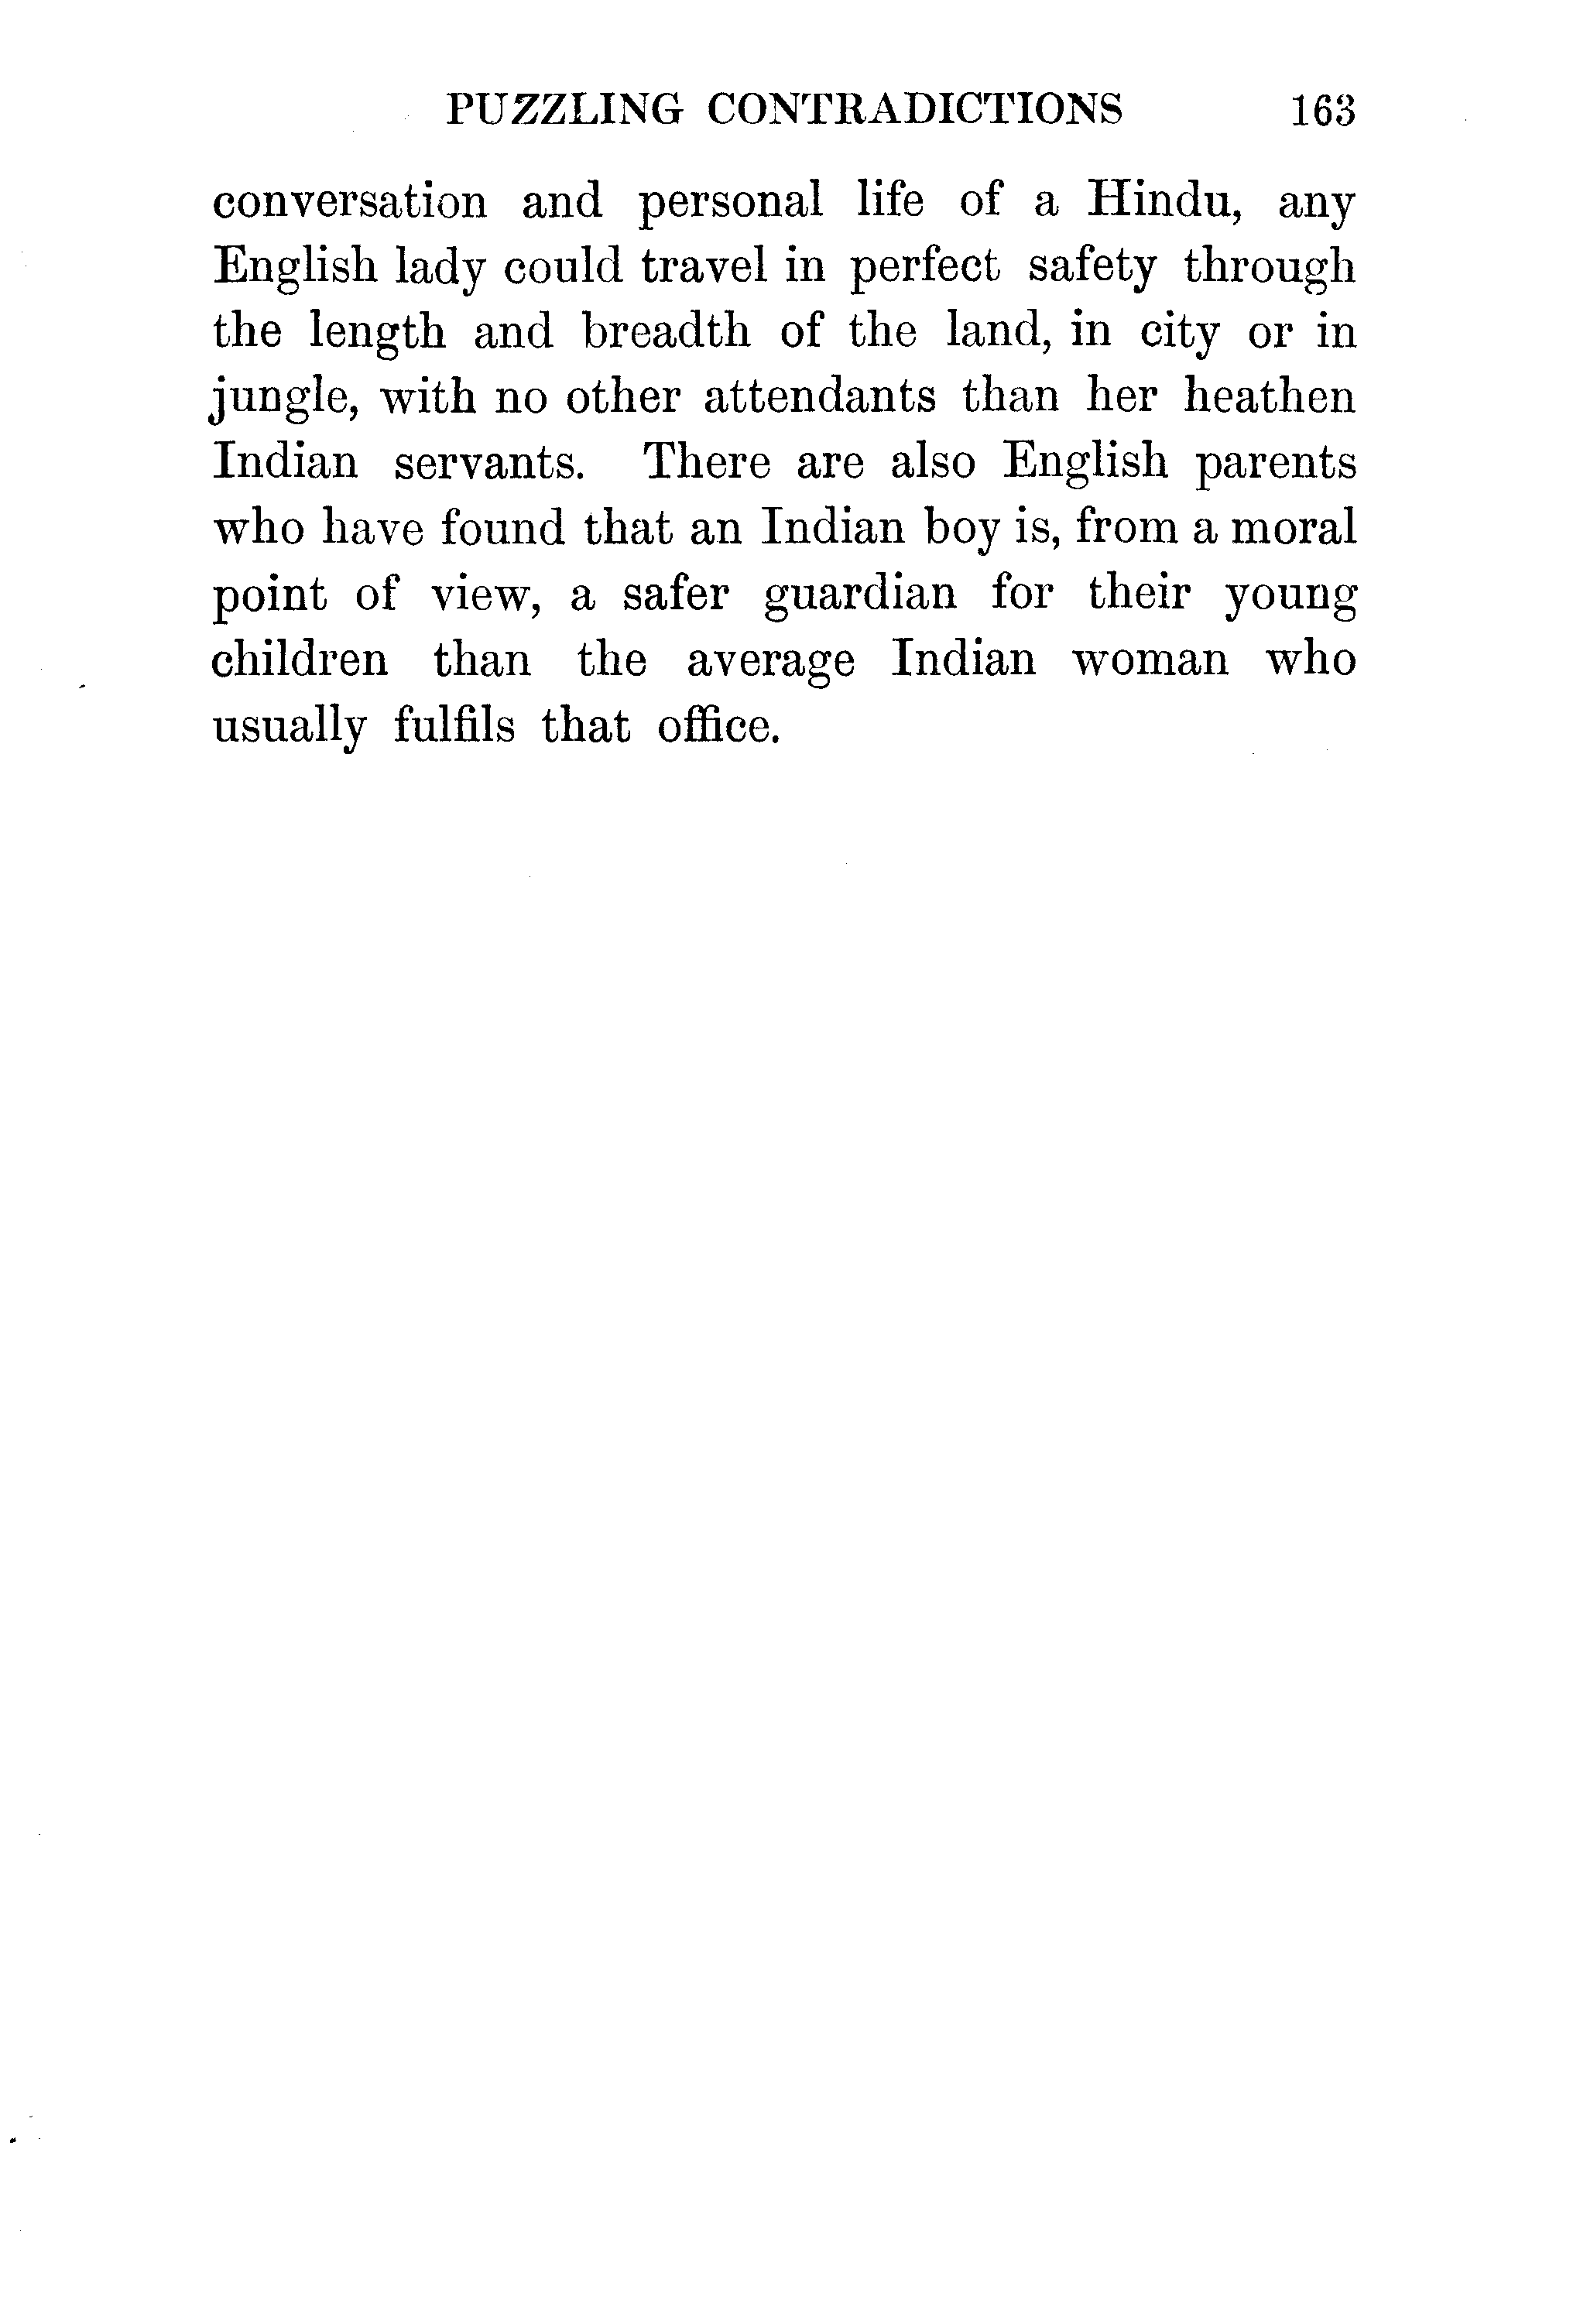 PUZZLING CONTRADICTIONS 163
conversation and personal life of a Hindu, any
English lady could travel in perfect safety through
the length and breadth of the land, in city or in
jungle, with no other attendants than her heathen
Indian servants. There are also English parents
who have found that an Indian boy is, from a moral
point of view, a safer guardian for their young
children than the average Indian woman who
usually fulfils that office.